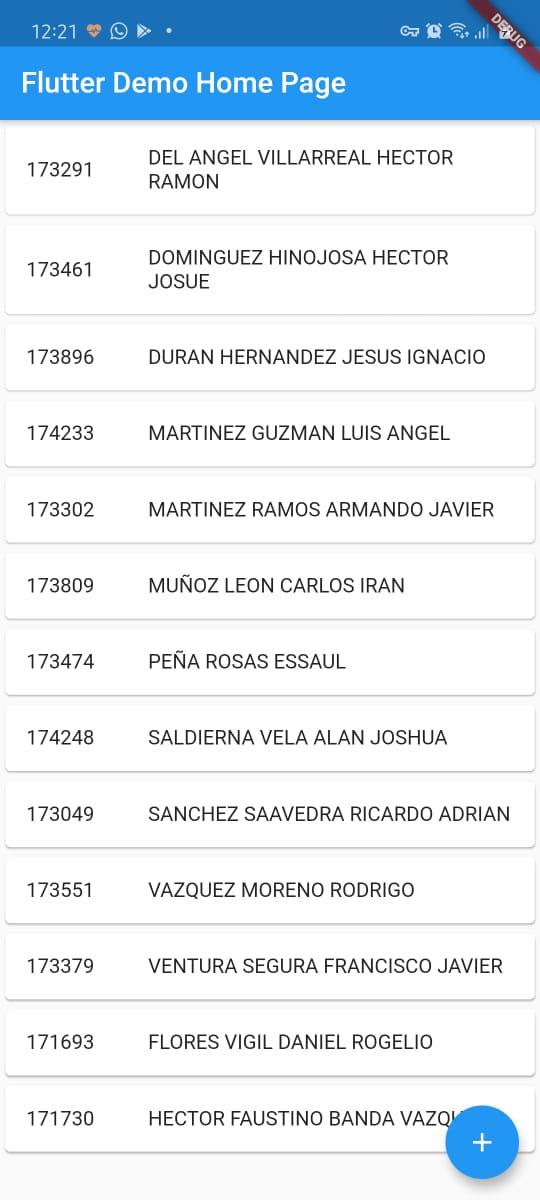 12:21
DEBUG
Flutter Demo Home Page
173291 DEL ANGEL VILLARREAL HECTOR
RAMON
173461 DOMINGUEZ HINOJOSA HECTOR
JOSUE
173896 DURAN HERNANDEZ JESUS IGNACIO
174233 MARTINEZ GUZMAN LUIS ANGEL
173302 MARTINEZ RAMOS ARMANDO JAVIER
173809 MUÑOZ LEON CARLOS IRAN
173474 PEÑA ROSAS ESSAUL
174248 SALDIERNA VELA ALAN JOSHUA
173049 SANCHEZ SAAVEDRA RICARDO ADRIAN
173551 VAZQUEZ MORENO RODRIGO
173379 VENTURA SEGURA FRANCISCO JAVIER
171693 FLORES VIGIL DANIEL ROGELIO
171730 HECTOR FAUSTINO BANDA